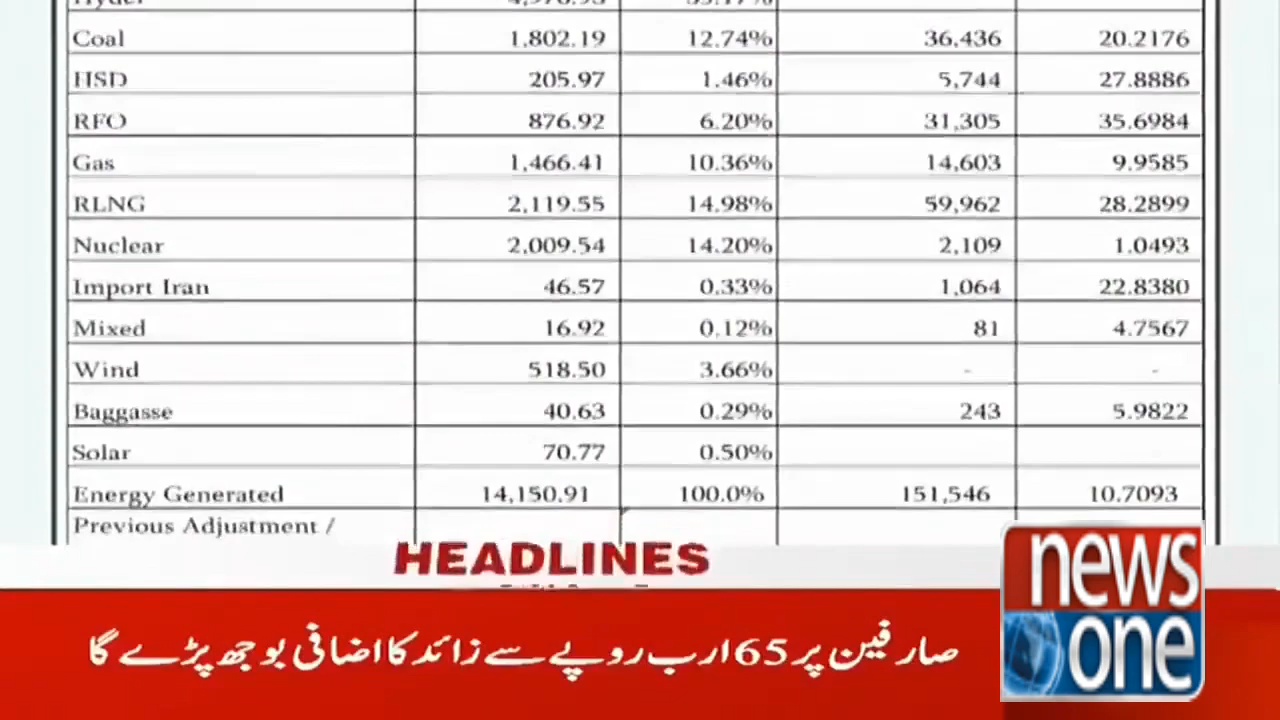 Coal 1,802.19 12.74% 36,436 20.2176
HSD 205.97 1.46% 5,744 27.8886
RFO 876.92 6.20% 31,305 35.6984
Gas 1,466.41 10.36% 14,603 9.9585
RLNG 2,119.55 14.98% 59,962 28.2899
Nuclear 2,009.54 14.20% 2,109 1.0493
Import Iran 46.57 0.33% 1,064 22.8380
Mixed 16.92 0.12% 81 4.7567
Wind 518.50 3.66% - -
Baggasse 40.63 0.29% 243 5.9822
Solar 70.77 0.50%
Energy Generated 14,150.91 100.0% 151,546 10.7093
Previous Adjustment /
HEADLINES
صارفین پر 65 ارب روپے سے زائد کا اضافی بوجھ پڑے گا
news
one